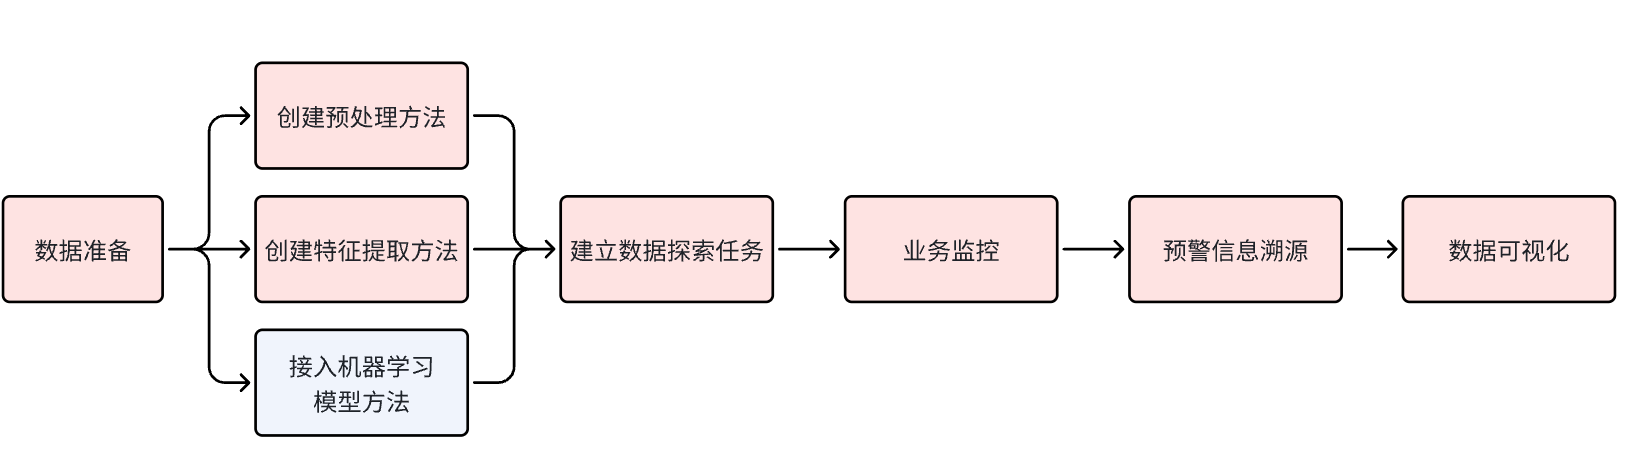 数据准备
创建预处理方法
创建特征提取方法
接入机器学习
模型方法
建立数据探索任务
业务监控
预警信息溯源
数据可视化